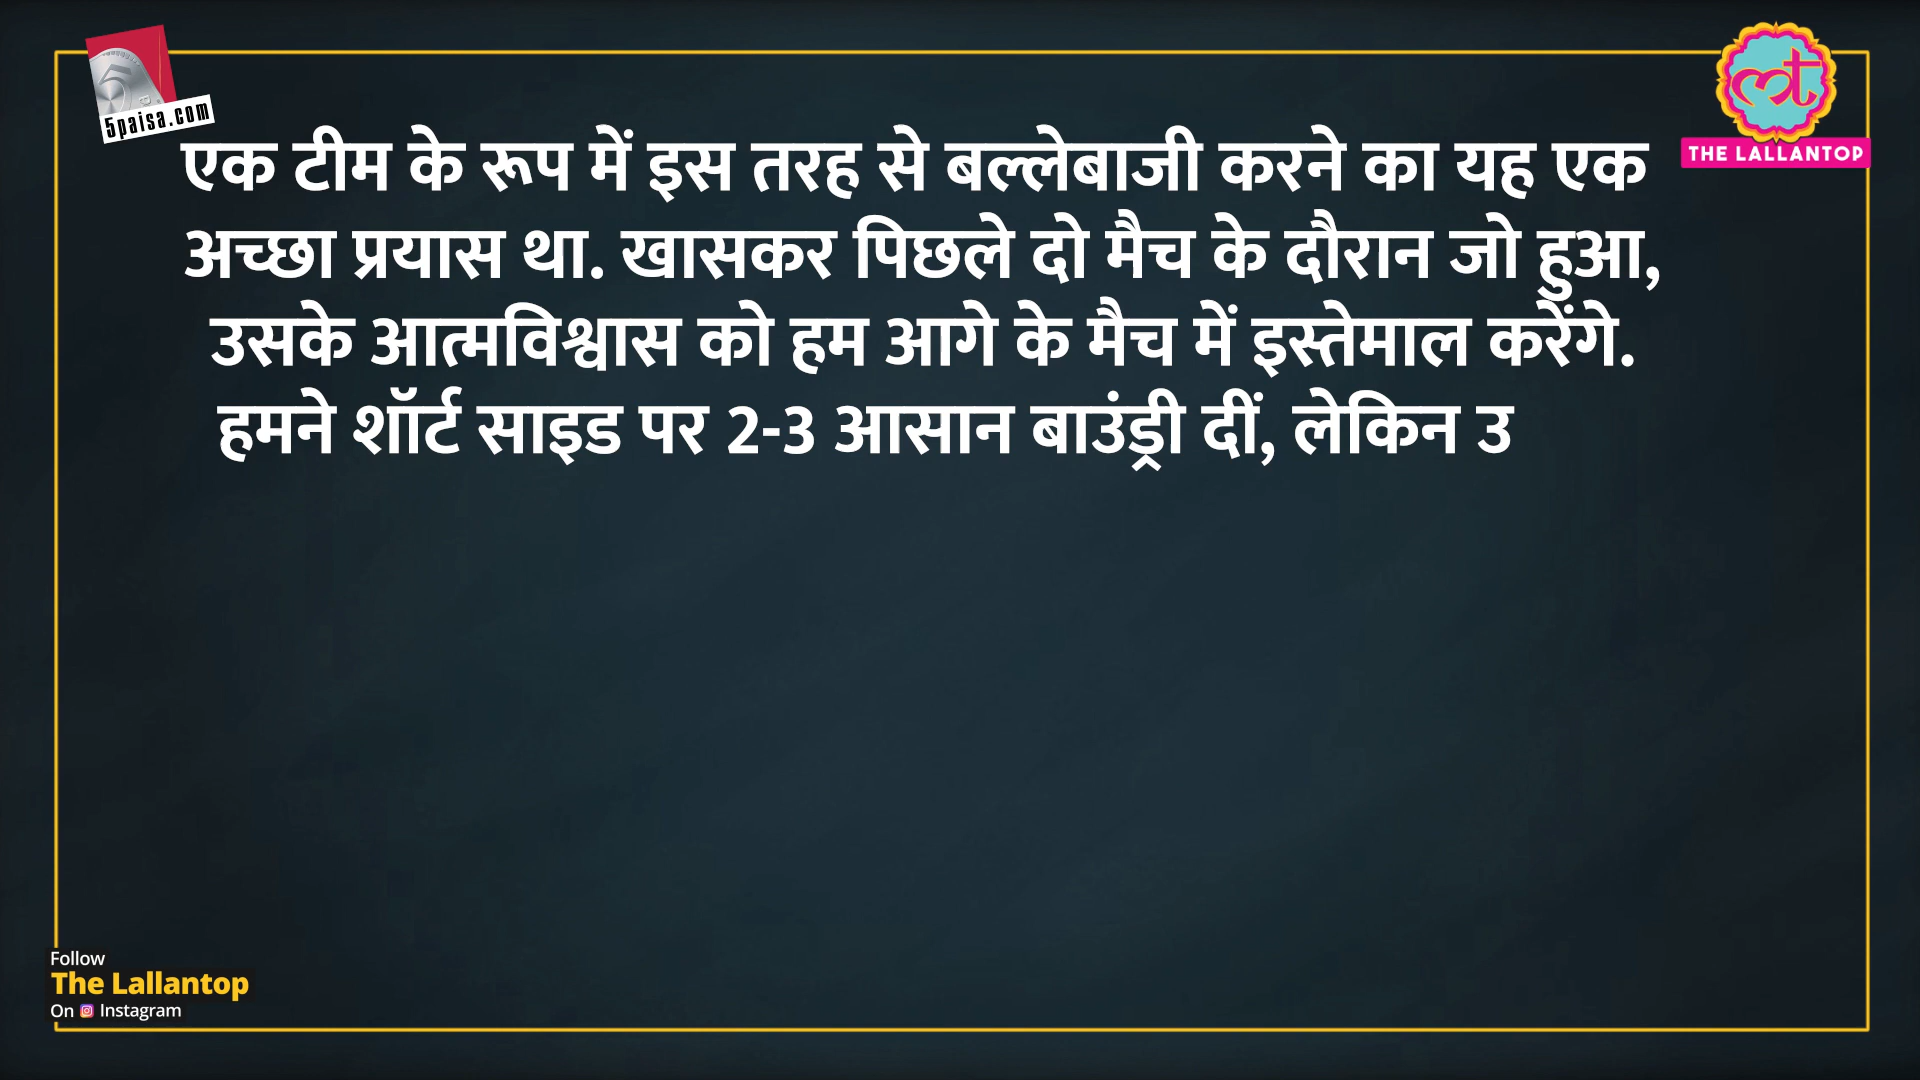 5paisa.com
THE LALLANTOP
एक टीम के रूप में इस तरह से बल्लेबाजी करने का यह एक
अच्छा प्रयास था. खासकर पिछले दो मैच के दौरान जो हुआ,
उसके आत्मविश्वास को हम आगे के मैच में इस्तेमाल करेंगे.
हमने शॉर्ट साइड पर 2-3 आसान बाउंड्री दीं, लेकिन उ
Follow
The Lallantop
On Instagram